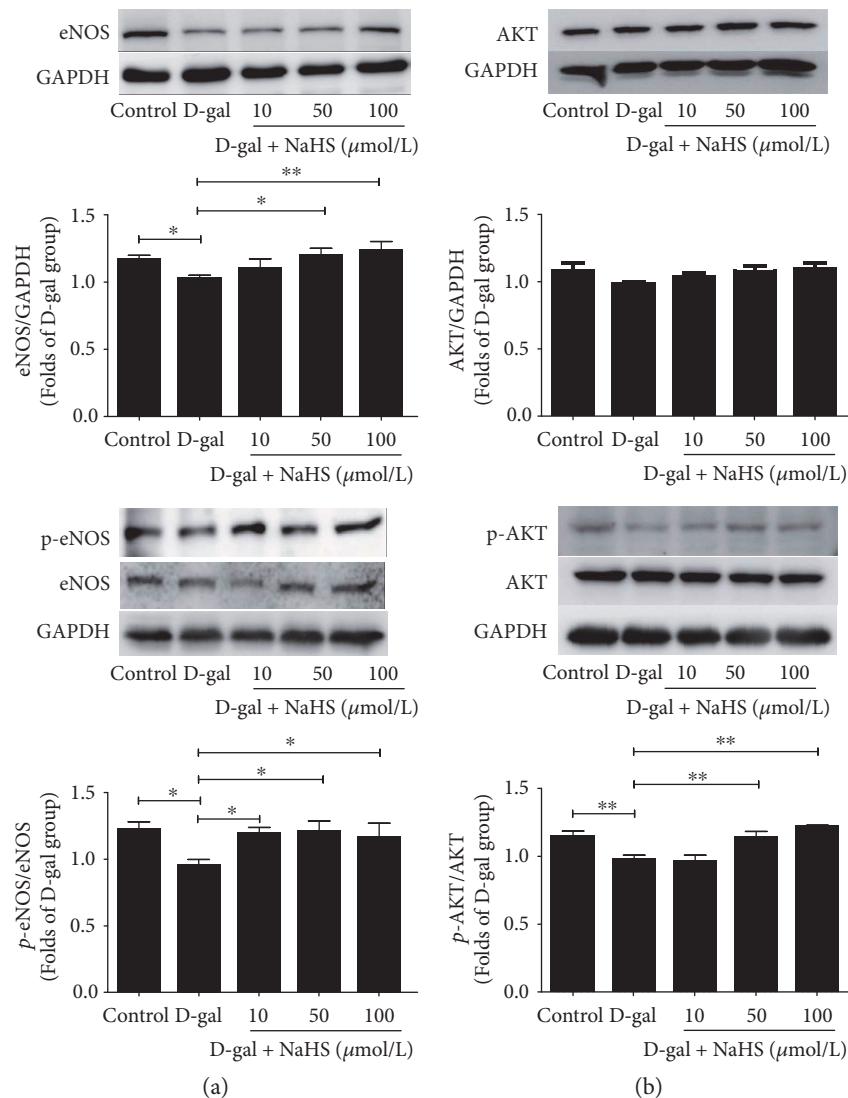 eNOS
GAPDH
Control D-gal 10 50 100
D-gal + NaHS (μmol/L)
** 
*
*
1.5
1.0
0.5
0.0
eNOS/GAPDH
(Folds of D-gal group)
Control D-gal 10 50 100
D-gal + NaHS (μmol/L)
p-eNOS
eNOS
GAPDH
Control D-gal 10 50 100
D-gal + NaHS (μmol/L)
*
*
*
*
1.5
1.0
0.5
0.0
p-eNOS/eNOS
(Folds of D-gal group)
Control D-gal 10 50 100
D-gal + NaHS (μmol/L)
(a)
AKT
GAPDH
Control D-gal 10 50 100
D-gal + NaHS (μmol/L)
1.5
1.0
0.5
0.0
AKT/GAPDH
(Folds of D-gal group)
Control D-gal 10 50 100
D-gal + NaHS (μmol/L)
p-AKT
AKT
GAPDH
Control D-gal 10 50 100
D-gal + NaHS (μmol/L)
**
**
**
1.5
1.0
0.5
0.0
p-AKT/AKT
(Folds of D-gal group)
Control D-gal 10 50 100
D-gal + NaHS (μmol/L)
(b)